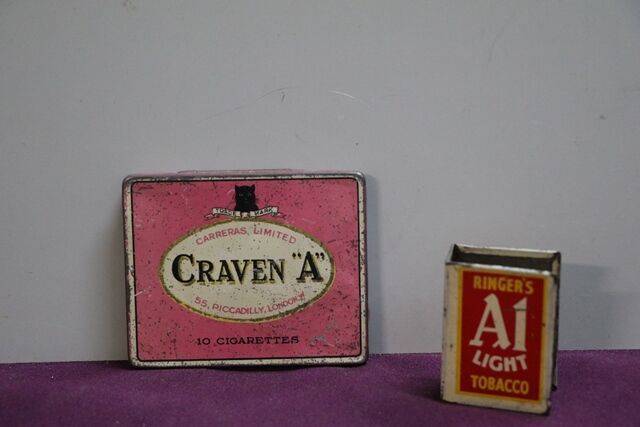 TRADE MARK
CARRERAS, LIMITED
CRAVEN "A"
55, PICCADILLY, LONDON.W
10 CIGARETTES
RINGER'S
A1
LIGHT
TOBACCO